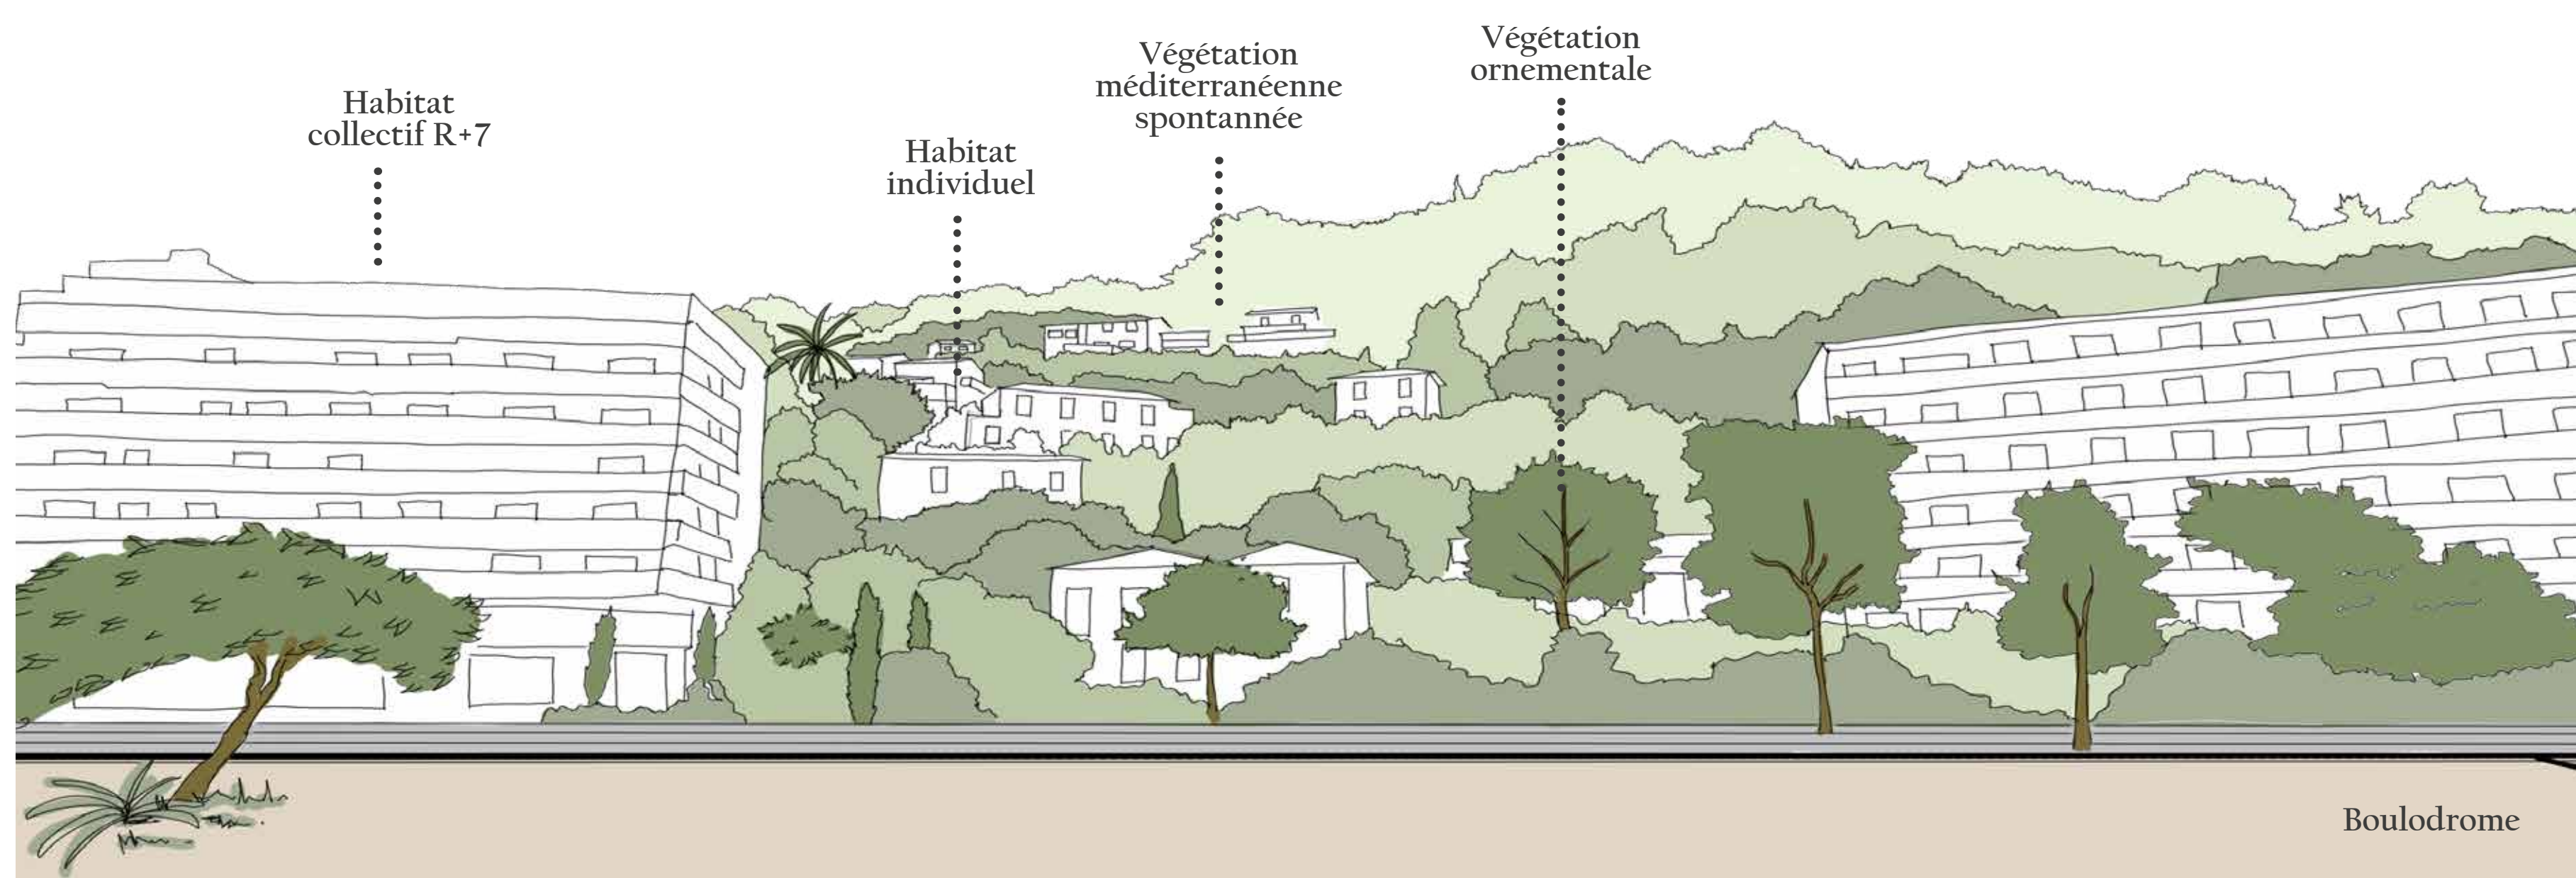 Habitat
collectif R+7
Habitat
individuel
Végétation
méditerranéenne
spontannée
Végétation
ornementale
Boulodrome